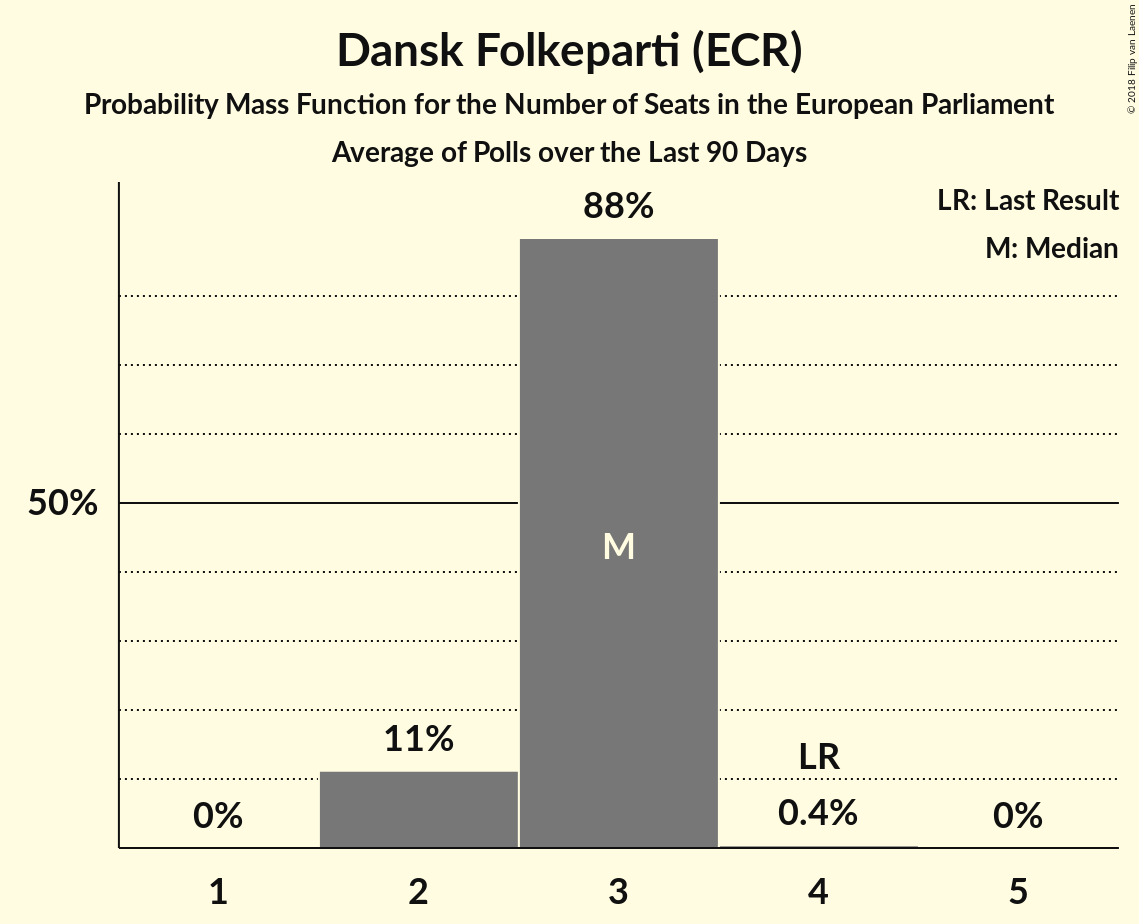 Dansk Folkeparti (ECR)
Probability Mass Function for the Number of Seats in the European Parliament
Average of Polls over the Last 90 Days
© 2018 Filip van Laenen
LR: Last Result
M: Median
88%
50%
M
11%
LR
0%
0.4%
0%
1 2 3 4 5